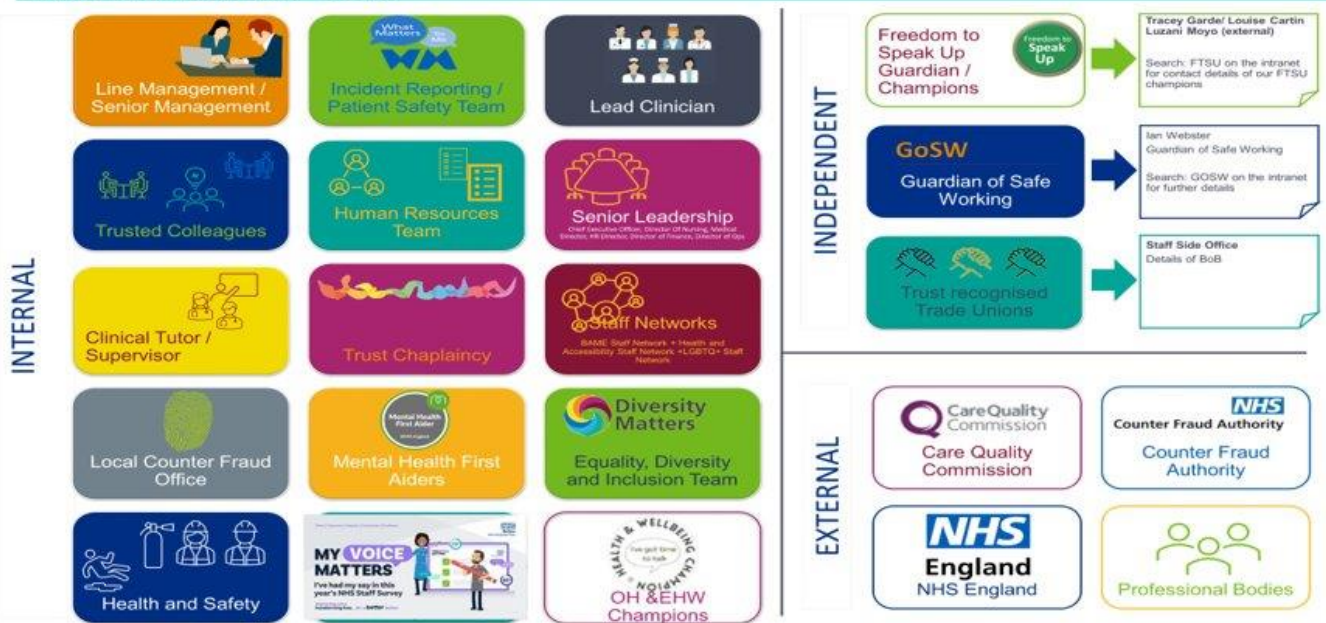 INTERNAL
Line Management /
Senior Management
What
Matters
Incident Reporting /
Patient Safety Team
Lead Clinician
Trusted Colleagues
Human Resources
Team
Senior Leadership
Chief Executive Officer, Director Of Nursing, Medical
Director, HR Director, Director of Finance, Director of Ops
Clinical Tutor /
Supervisor
Trust Chaplaincy
Staff Networks
BAME Staff Network + Health and
Accessibility Staff Network +LGBTQ+ Staff
Network
Local Counter Fraud
Office
Mental Health
First Aider
Mental Health First
Aiders
Diversity
Matters
Equality, Diversity
and Inclusion Team
Health and Safety
MY VOICE
MATTERS
I've had my say in this
year's NHS Staff Survey
HEALTH & WELLBEING CHAMPION
I've got time
to talk
OH &EHW
Champions
INDEPENDENT
Freedom to
Speak Up
Guardian /
Champions
Freedom to
Speak
Up
Tracey Garde/ Louise Cartin
Luzani Moyo (external)
Search: FTSU on the intranet
for contact details of our FTSU
champions
GoSW
Guardian of Safe
Working
Ian Webster
Guardian of Safe Working
Search: GOSW on the intranet
for further details
Trust recognised
Trade Unions
Staff Side Office
Details of BoB
EXTERNAL
CareQuality
Commission
Care Quality
Commission
NHS
Counter Fraud Authority
Counter Fraud
Authority
NHS
England
NHS England
Professional Bodies